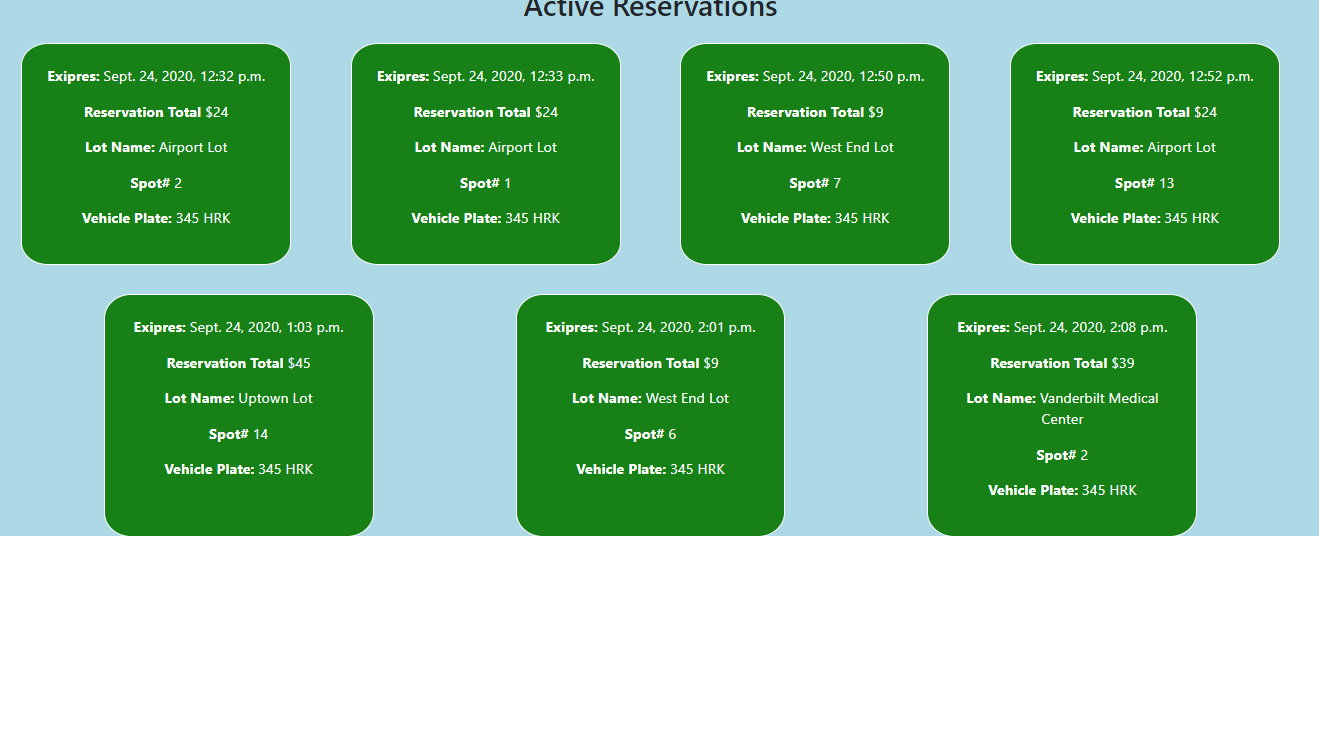 Active Reservations
Exipres: Sept. 24, 2020, 12:32 p.m.
Reservation Total $24
Lot Name: Airport Lot
Spot# 2
Vehicle Plate: 345 HRK
Exipres: Sept. 24, 2020, 12:33 p.m.
Reservation Total $24
Lot Name: Airport Lot
Spot# 1
Vehicle Plate: 345 HRK
Exipres: Sept. 24, 2020, 12:50 p.m.
Reservation Total $9
Lot Name: West End Lot
Spot# 7
Vehicle Plate: 345 HRK
Exipres: Sept. 24, 2020, 12:52 p.m.
Reservation Total $24
Lot Name: Airport Lot
Spot# 13
Vehicle Plate: 345 HRK
Exipres: Sept. 24, 2020, 1:03 p.m.
Reservation Total $45
Lot Name: Uptown Lot
Spot# 14
Vehicle Plate: 345 HRK
Exipres: Sept. 24, 2020, 2:01 p.m.
Reservation Total $9
Lot Name: West End Lot
Spot# 6
Vehicle Plate: 345 HRK
Exipres: Sept. 24, 2020, 2:08 p.m.
Reservation Total $39
Lot Name: Vanderbilt Medical
Center
Spot# 2
Vehicle Plate: 345 HRK